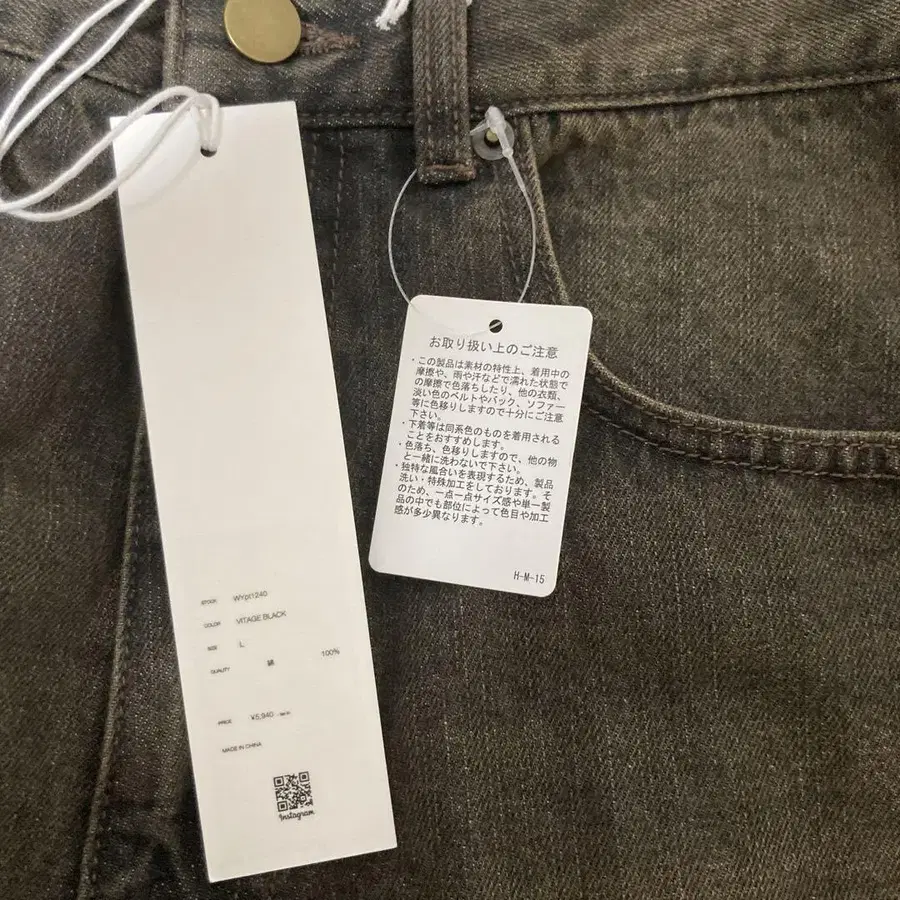 STOCK WYpt1240
COLOR VITAGE BLACK
SIZE L
QUALITY 綿 100%
PRICE ¥5,940
MADE IN CHINA
Instagram
お取り扱い上のご注意
・この製品は素材の特性上、着用中の
摩擦や、雨や汗などで濡れた状態で
の摩擦で色落ちしたり、他の衣類、
淡い色のベルトやバック、ソファー
等に色移りしますので十分にご注意
下さい。
・下着等は同系色のものを着用される
ことをおすすめします。
・色落ち、色移りしますので、他の物
と一緒に洗わないで下さい。
・独特な風合いを表現するため、製品
洗い・特殊加工をしております。そ
のため、一点一点サイズ感や単一製
品の中でも部位によって色目や加工
感が多少異なります。
H-M-15